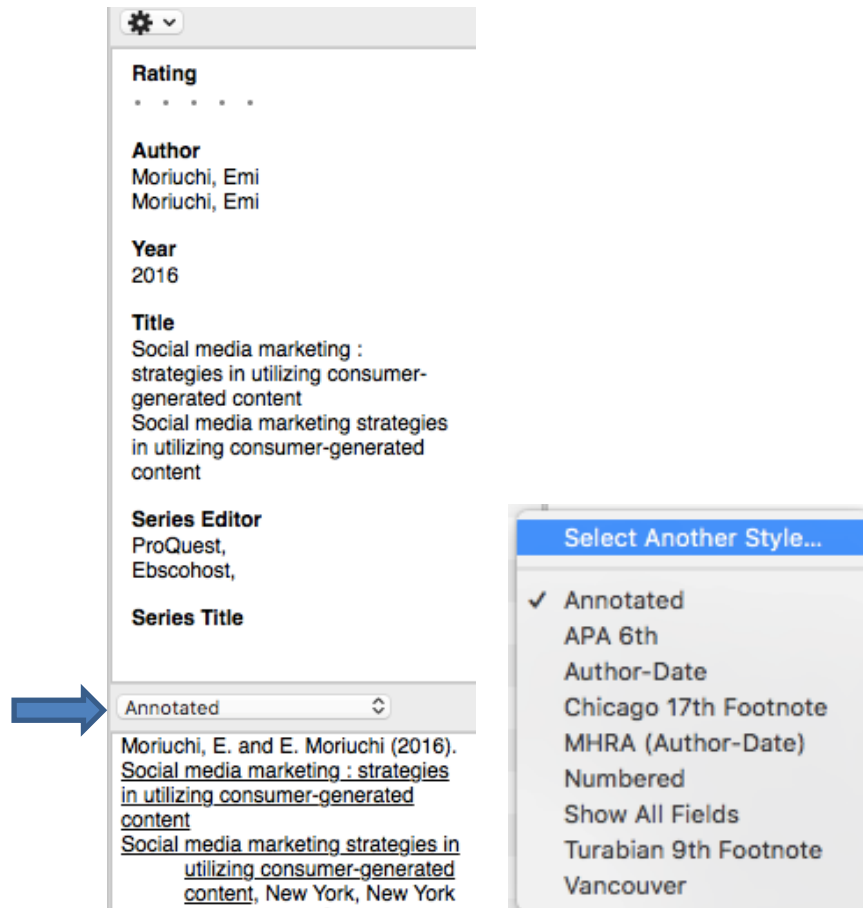 Rating
Author
Moriuchi, Emi
Moriuchi, Emi
Year
2016
Title
Social media marketing :
strategies in utilizing consumer-
generated content
Social media marketing strategies
in utilizing consumer-generated
content
Series Editor
ProQuest,
Ebscohost,
Series Title
Annotated
Moriuchi, E. and E. Moriuchi (2016).
Social media marketing : strategies
in utilizing consumer-generated
content
Social media marketing strategies in
utilizing consumer-generated
content, New York, New York
Select Another Style...
✓ Annotated
APA 6th
Author-Date
Chicago 17th Footnote
MHRA (Author-Date)
Numbered
Show All Fields
Turabian 9th Footnote
Vancouver